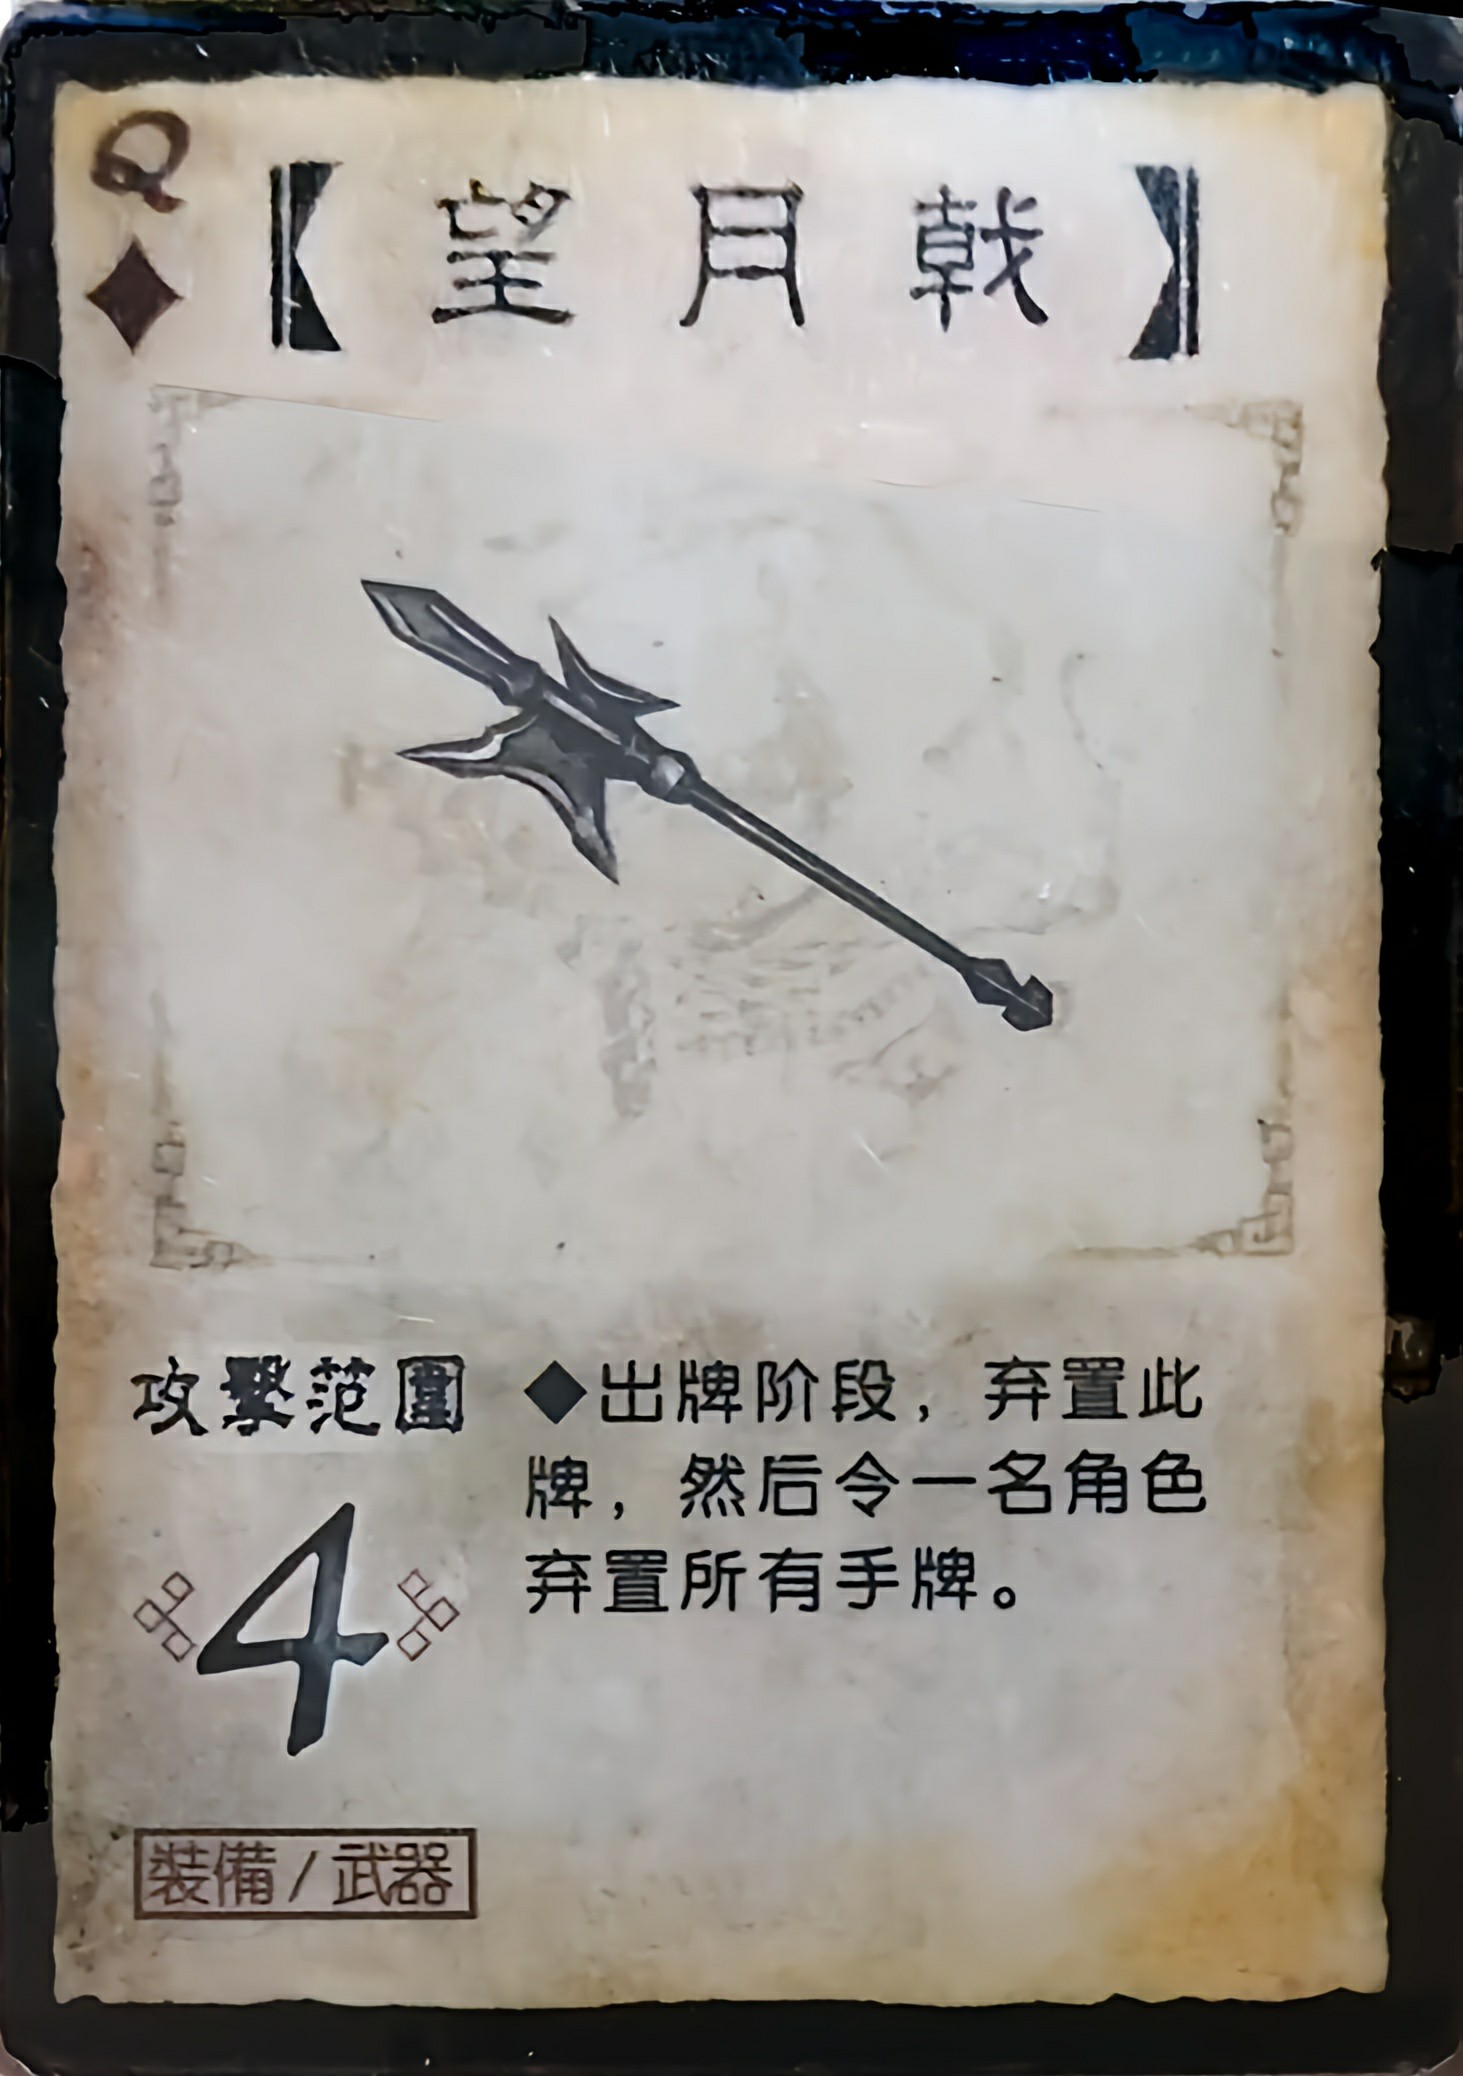 Q
【望月戟】
攻擊范圍
4
◆出牌阶段，弃置此
牌，然后令一名角色
弃置所有手牌。
裝備/武器